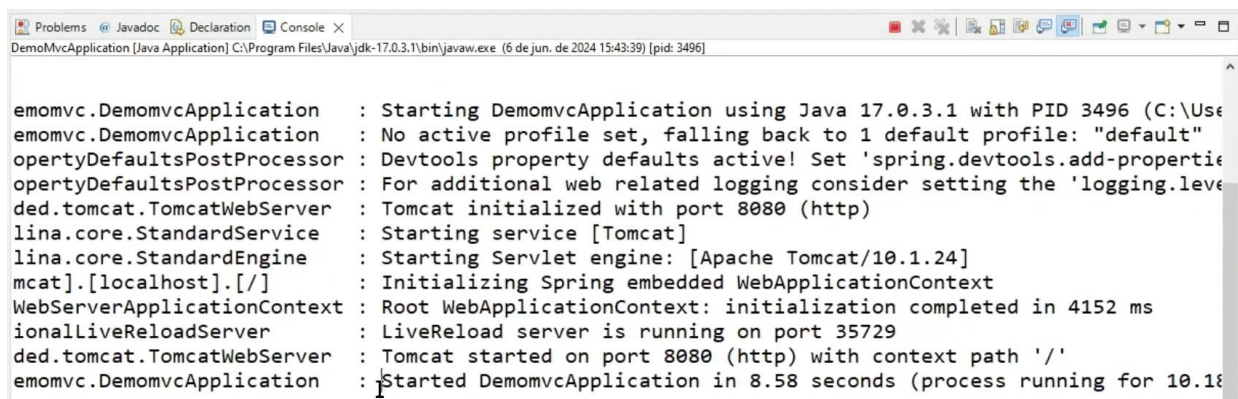 Problems @ Javadoc Declaration Console
DemoMvcApplication [Java Application] C:\Program Files\Java\jdk-17.0.3.1\bin\javaw.exe (6 de jun. de 2024 15:43:39) [pid: 3496]
emomvc.DemomvcApplication : Starting DemomvcApplication using Java 17.0.3.1 with PID 3496 (C:\Use
emomvc.DemomvcApplication : No active profile set, falling back to 1 default profile: "default"
opertyDefaultsPostProcessor : Devtools property defaults active! Set 'spring.devtools.add-propertie
opertyDefaultsPostProcessor : For additional web related logging consider setting the 'logging.leve
ded.tomcat.TomcatWebServer : Tomcat initialized with port 8080 (http)
lina.core.StandardService : Starting service [Tomcat]
lina.core.StandardEngine : Starting Servlet engine: [Apache Tomcat/10.1.24]
mcat].[localhost].[/] : Initializing Spring embedded WebApplicationContext
WebServerApplicationContext : Root WebApplicationContext: initialization completed in 4152 ms
ionalLiveReloadServer : LiveReload server is running on port 35729
ded.tomcat.TomcatWebServer : Tomcat started on port 8080 (http) with context path '/'
emomvc.DemomvcApplication : Started DemomvcApplication in 8.58 seconds (process running for 10.18